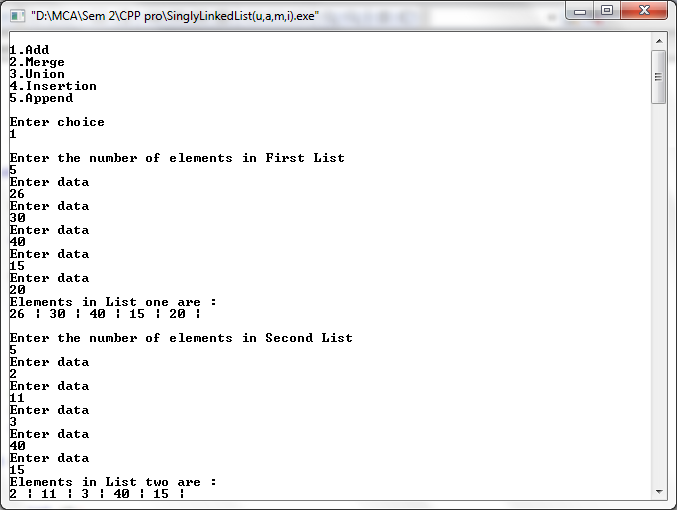 "D:\MCA\Sem 2\CPP pro\SinglyLinkedList(u,a,m,i).exe"
1.Add
2.Merge
3.Union
4.Insertion
5.Append
Enter choice
1
Enter the number of elements in First List
5
Enter data
26
Enter data
30
Enter data
40
Enter data
15
Enter data
20
Elements in List one are :
26 ¦ 30 ¦ 40 ¦ 15 ¦ 20 ¦
Enter the number of elements in Second List
5
Enter data
2
Enter data
11
Enter data
3
Enter data
40
Enter data
15
Elements in List two are :
2 ¦ 11 ¦ 3 ¦ 40 ¦ 15 ¦